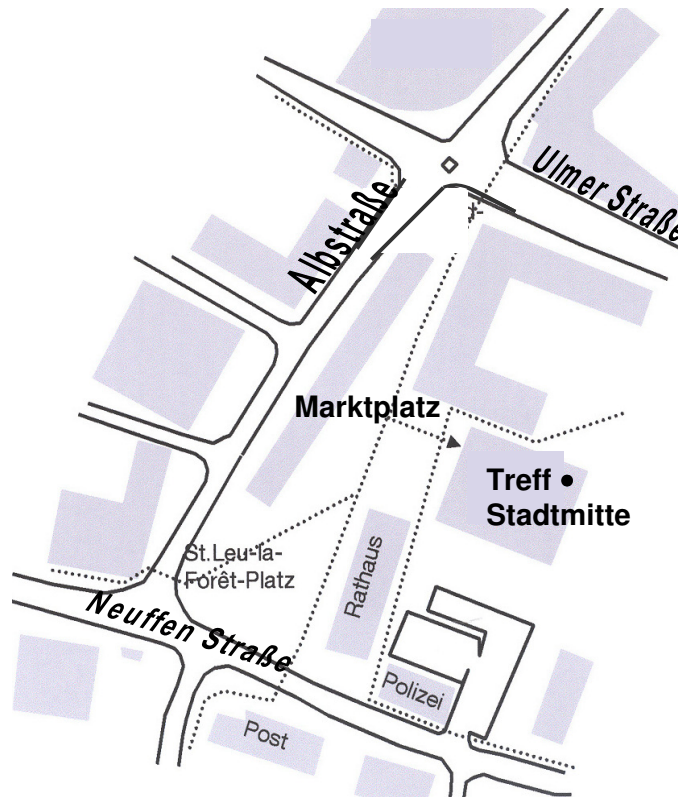 Ulmer Straße
Albstraße
Marktplatz
Treff •
Stadtmitte
St.Leu-la-
Forêt-Platz
Rathaus
Neuffen Straße
Polizei
Post